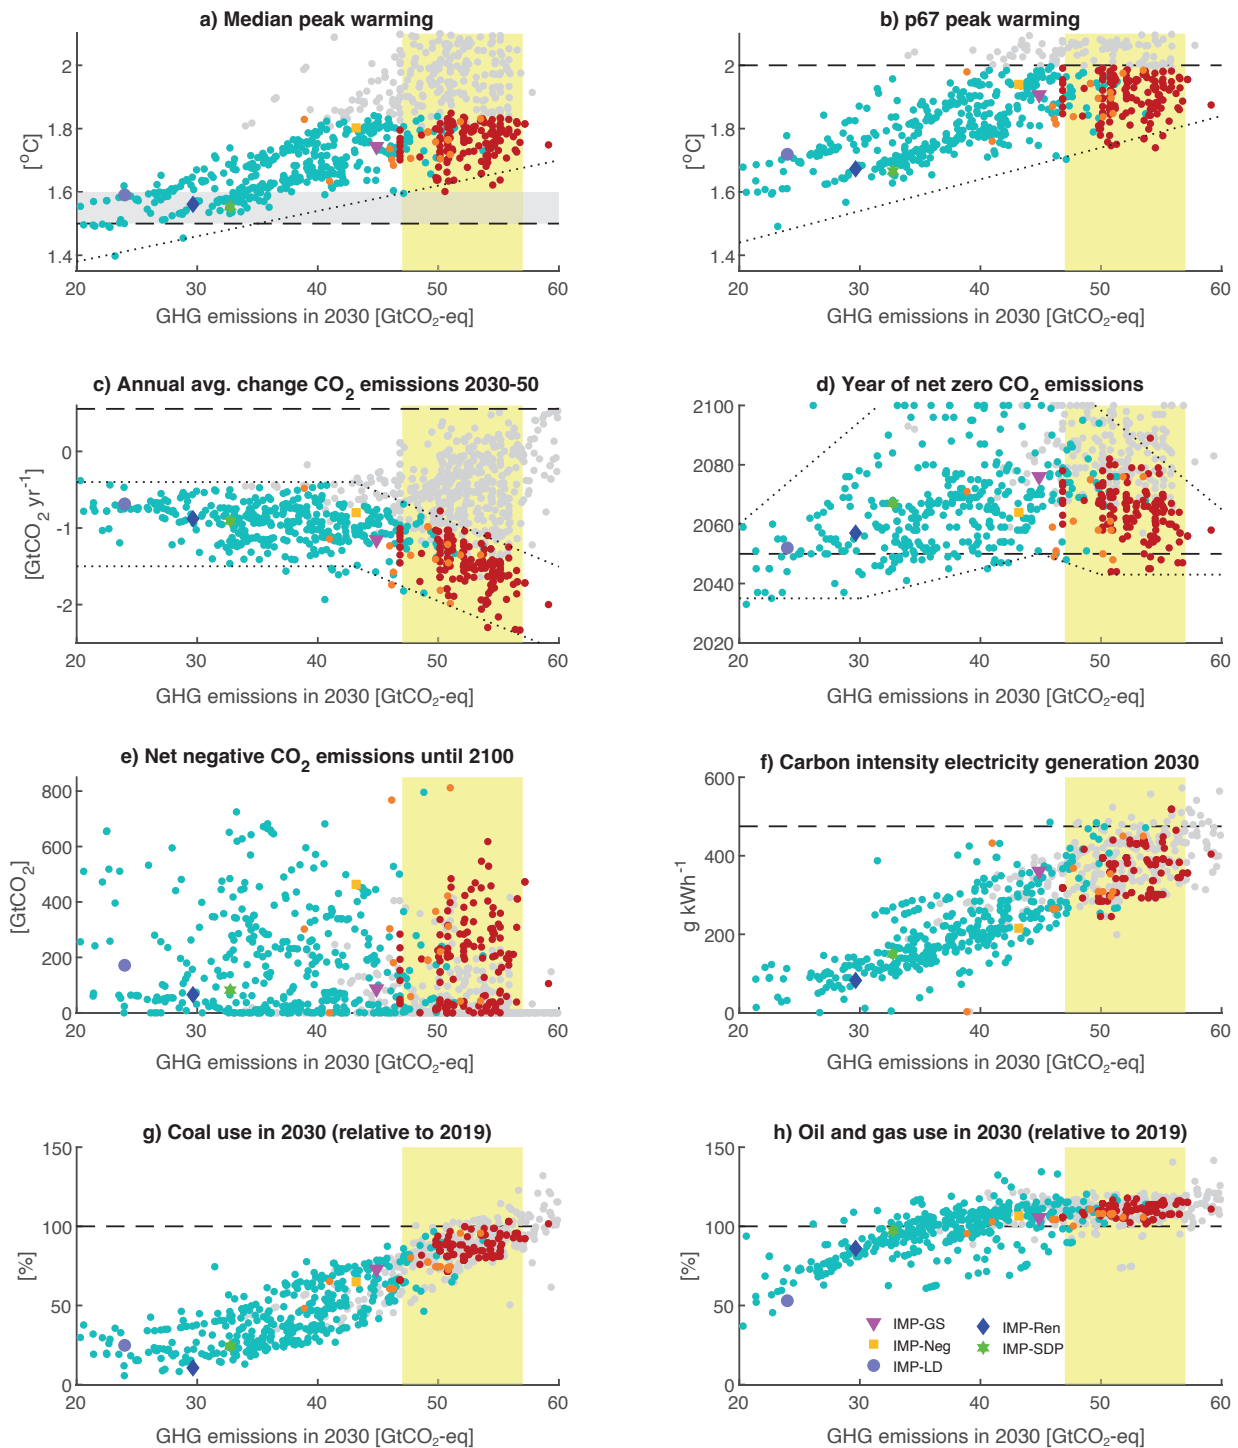 a) Median peak warming
[°C]
2
1.8
1.6
1.4
20 30 40 50 60
GHG emissions in 2030 [GtCO₂-eq]
b) p67 peak warming
[°C]
2
1.8
1.6
1.4
20 30 40 50 60
GHG emissions in 2030 [GtCO₂-eq]
c) Annual avg. change CO₂ emissions 2030-50
[GtCO₂ yr⁻¹]
0
-1
-2
20 30 40 50 60
GHG emissions in 2030 [GtCO₂-eq]
d) Year of net zero CO₂ emissions
2100
2080
2060
2040
2020
20 30 40 50 60
GHG emissions in 2030 [GtCO₂-eq]
e) Net negative CO₂ emissions until 2100
[GtCO₂]
800
600
400
200
0
20 30 40 50 60
GHG emissions in 2030 [GtCO₂-eq]
f) Carbon intensity electricity generation 2030
g kWh⁻¹
600
400
200
0
20 30 40 50 60
GHG emissions in 2030 [GtCO₂-eq]
g) Coal use in 2030 (relative to 2019)
[%]
150
100
50
0
20 30 40 50 60
GHG emissions in 2030 [GtCO₂-eq]
h) Oil and gas use in 2030 (relative to 2019)
[%]
150
100
50
0
IMP-GS
IMP-Neg
IMP-LD
IMP-Ren
IMP-SDP
20 30 40 50 60
GHG emissions in 2030 [GtCO₂-eq]